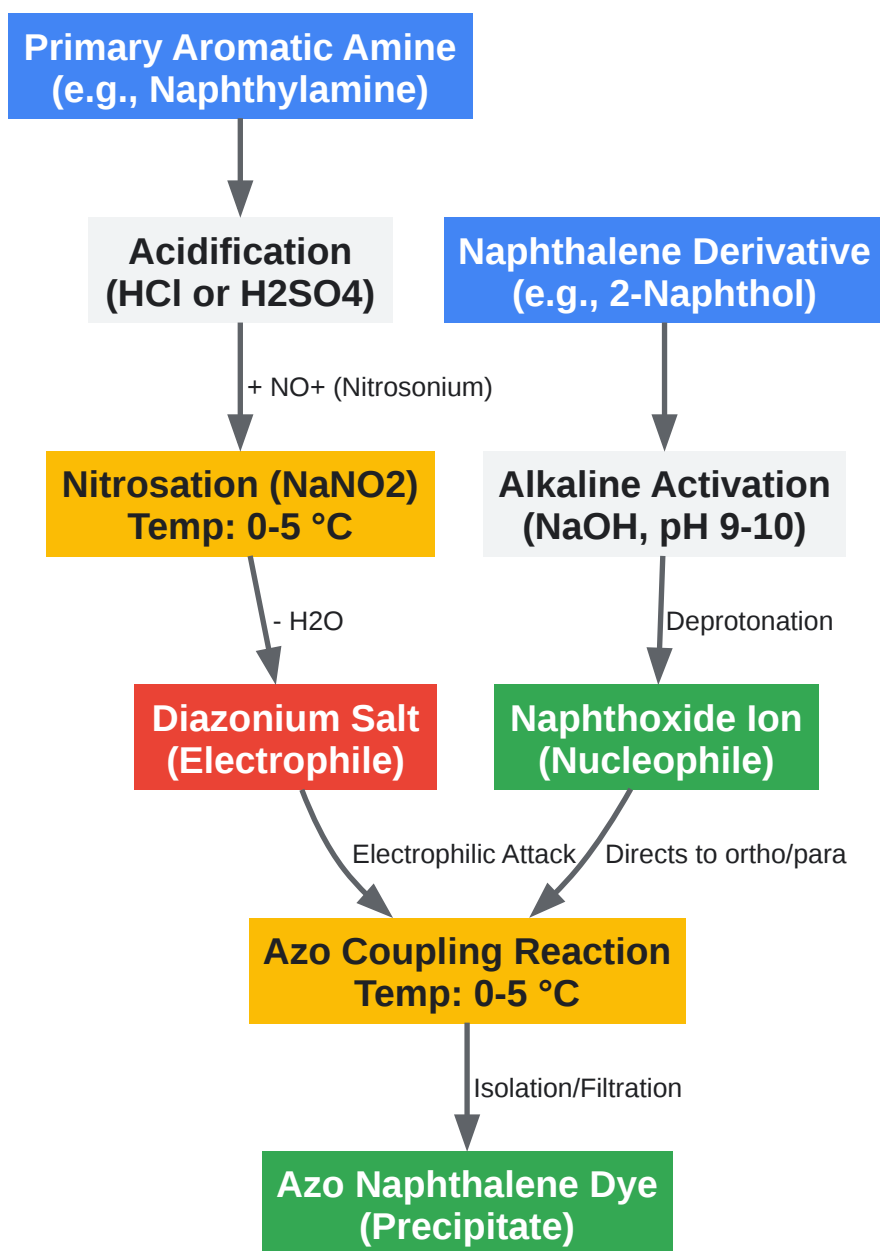 Primary Aromatic Amine
(e.g., Naphthylamine)
Acidification
(HCl or H2SO4)
Naphthalene Derivative
(e.g., 2-Naphthol)
+ NO+ (Nitrosonium)
Nitrosation (NaNO2)
Temp: 0-5 °C
Alkaline Activation
(NaOH, pH 9-10)
- H2O
Deprotonation
Diazonium Salt
(Electrophile)
Naphthoxide Ion
(Nucleophile)
Electrophilic Attack
Directs to ortho/para
Azo Coupling Reaction
Temp: 0-5 °C
Isolation/Filtration
Azo Naphthalene Dye
(Precipitate)